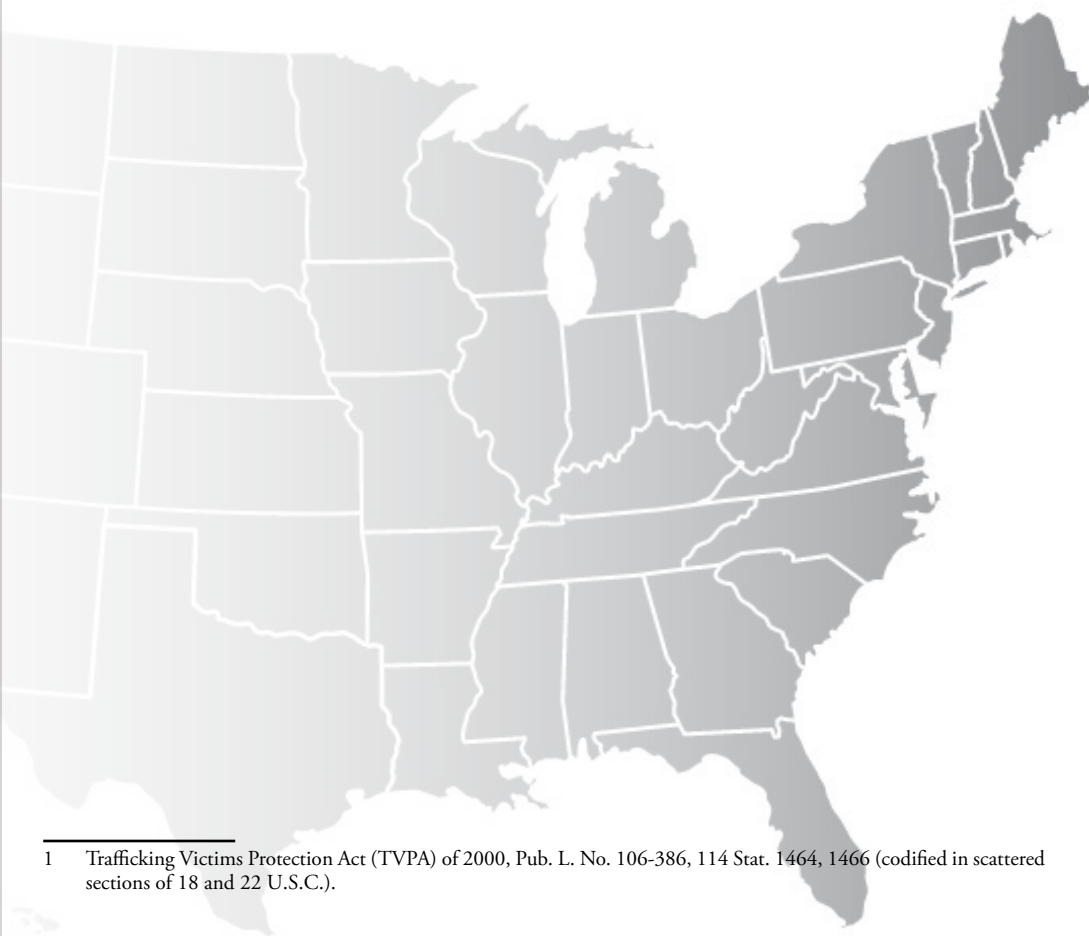 1 Trafficking Victims Protection Act (TVPA) of 2000, Pub. L. No. 106-386, 114 Stat. 1464, 1466 (codified in scattered
sections of 18 and 22 U.S.C.).